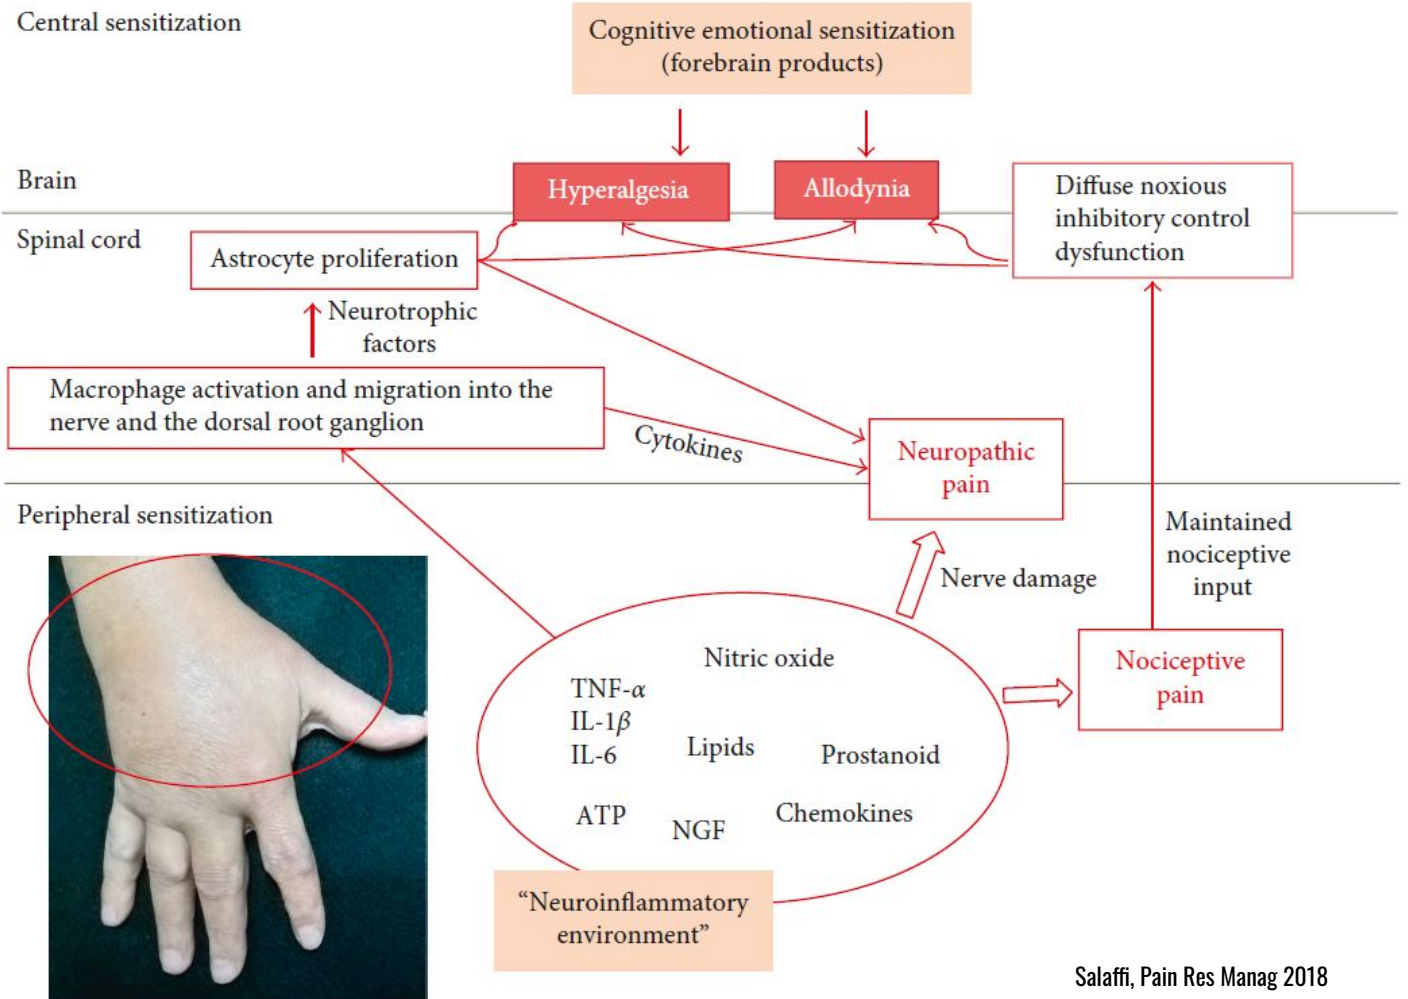 Central sensitization
Cognitive emotional sensitization
(forebrain products)
Brain
Hyperalgesia
Allodynia
Diffuse noxious
inhibitory control
dysfunction
Spinal cord
Astrocyte proliferation
Neurotrophic
factors
Macrophage activation and migration into the
nerve and the dorsal root ganglion
Cytokines
Neuropathic
pain
Peripheral sensitization
Maintained
nociceptive
input
Nerve damage
Nociceptive
pain
Nitric oxide
TNF-α
IL-1β
IL-6
Lipids
Prostanoid
ATP
NGF
Chemokines
“Neuroinflammatory
environment”
Salaffi, Pain Res Manag 2018